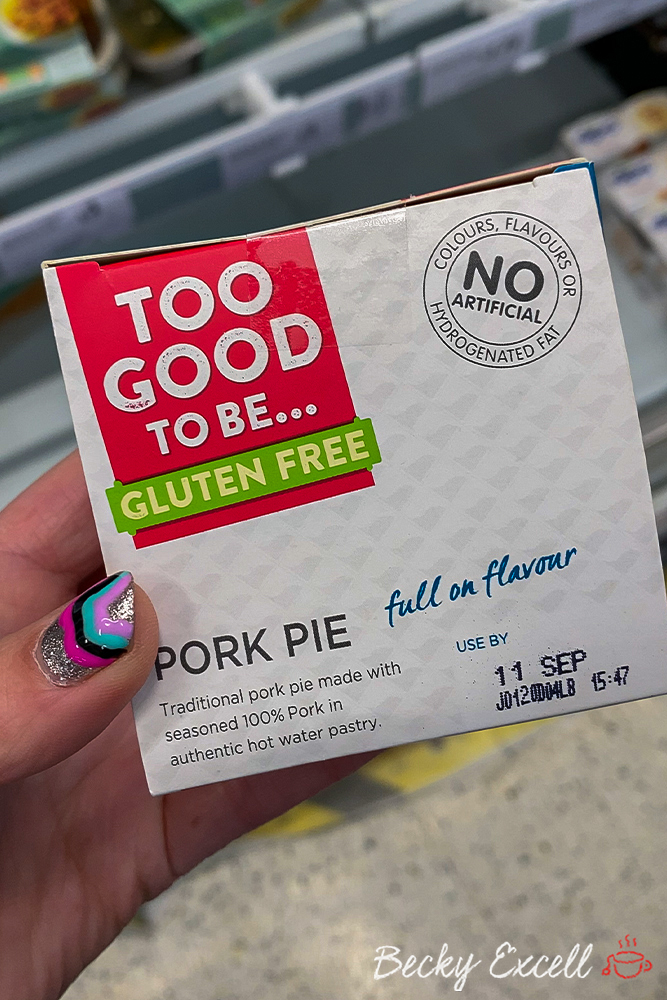 TOO
GOOD
TO BE...
GLUTEN FREE
COLOURS, FLAVOURS OR
NO
ARTIFICIAL
HYDROGENATED FAT
full on flavour
PORK PIE
Traditional pork pie made with
seasoned 100% Pork in
authentic hot water pastry.
USE BY
11 SEP
15:47
Becky Excell